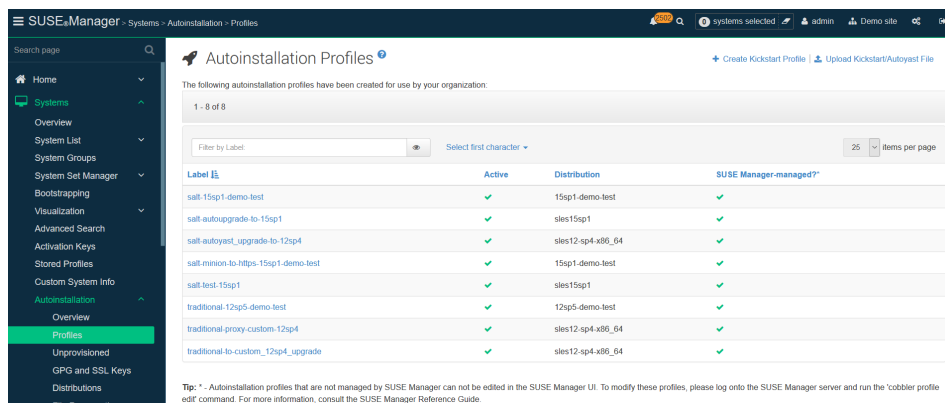 SUSE®Manager > Systems > Autoinstallation > Profiles
2502
0 systems selected
admin
Demo site
Search page
Home
Systems
Overview
System List
System Groups
System Set Manager
Bootstrapping
Visualization
Advanced Search
Activation Keys
Stored Profiles
Custom System Info
Autoinstallation
Overview
Profiles
Unprovisioned
GPG and SSL Keys
Distributions
Autoinstallation Profiles ?
Create Kickstart Profile | Upload Kickstart/Autoyast File
The following autoinstallation profiles have been created for use by your organization:
1 - 8 of 8
Filter by Label:
Select first character
25 items per page
Label Active Distribution SUSE Manager-managed?*
salt-15sp1-demo-test 15sp1-demo-test
salt-autoupgrade-to-15sp1 sles15sp1
salt-autoyast_upgrade-to-12sp4 sles12-sp4-x86_64
salt-minion-to-https-15sp1-demo-test 15sp1-demo-test
salt-test-15sp1 sles15sp1
traditional-12sp5-demo-test 12sp5-demo-test
traditional-proxy-custom-12sp4 sles12-sp4-x86_64
traditional-to-custom_12sp4_upgrade sles12-sp4-x86_64
Tip: * - Autoinstallation profiles that are not managed by SUSE Manager can not be edited in the SUSE Manager UI. To modify these profiles, please log onto the SUSE Manager server and run the 'cobbler profile
edit' command. For more information, consult the SUSE Manager Reference Guide.